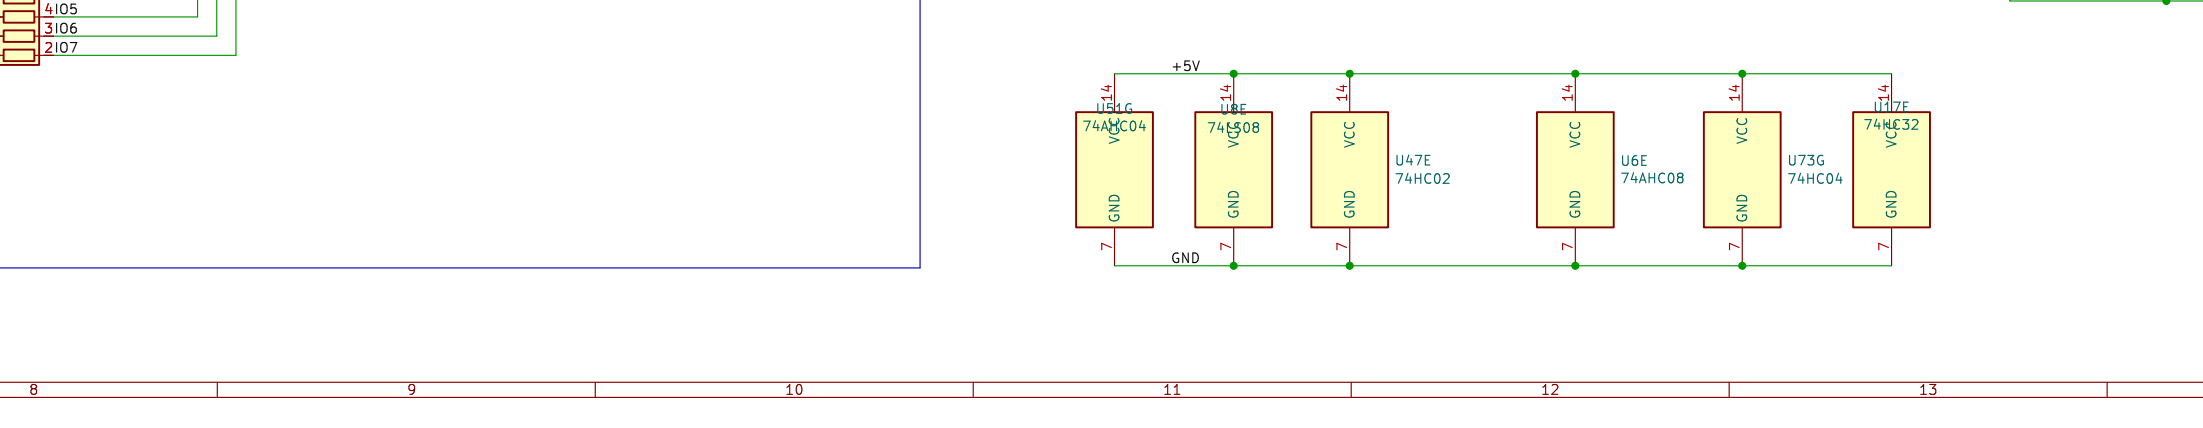 4 IO5
3 IO6
2 IO7
+5V
14 14 14 14 14 14
U51G
74AHC04
U8E
74LS08
U17F
74HC32
VCC VCC VCC VCC VCC VCC
U47E
74HC02
U6E
74AHC08
U73G
74HC04
GND GND GND GND GND GND
7 7 7 7 7 7
GND
8 9 10 11 12 13